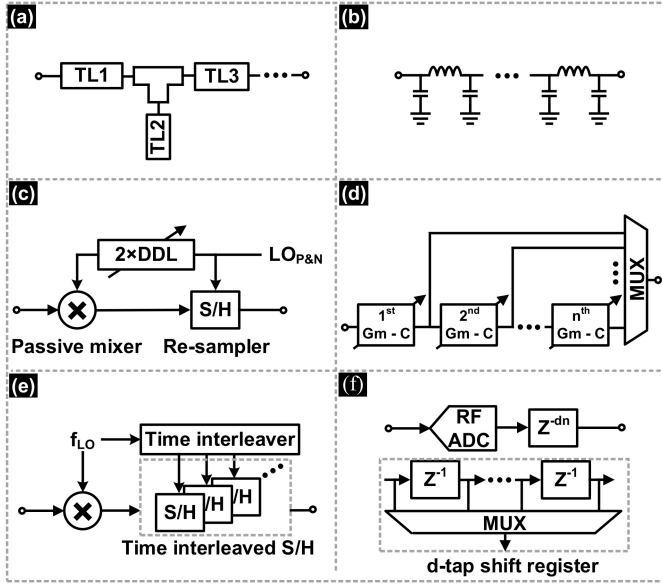 (a)
TL1
TL3
TL2
(b)
(c)
2×DDL
LOP&N
S/H
Passive mixer
Re-sampler
(d)
1st
Gm - C
2nd
Gm - C
nth
Gm - C
MUX
(e)
fLO
Time interleaver
S/H
/H
/H
Time interleaved S/H
(f)
RF
ADC
Z-dn
Z-1
Z-1
MUX
d-tap shift register